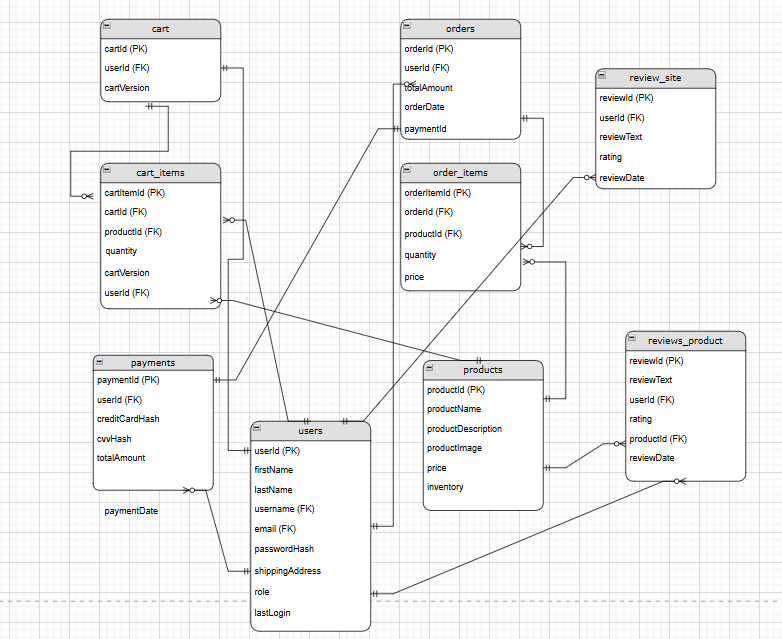 cart
cartId (PK)
userId (FK)
cartVersion
orders
orderId (PK)
userId (FK)
totalAmount
orderDate
paymentId
review_site
reviewId (PK)
userId (FK)
reviewText
rating
reviewDate
cart_items
cartItemId (PK)
cartId (FK)
productId (FK)
quantity
cartVersion
userId (FK)
order_items
orderItemId (PK)
orderId (FK)
productId (FK)
quantity
price
payments
paymentId (PK)
userId (FK)
creditCardHash
cvvHash
totalAmount
paymentDate
products
productId (PK)
productName
productDescription
productImage
price
inventory
reviews_product
reviewId (PK)
reviewText
userId (FK)
rating
productId (FK)
reviewDate
users
userId (PK)
firstName
lastName
username (FK)
email (FK)
passwordHash
shippingAddress
role
lastLogin